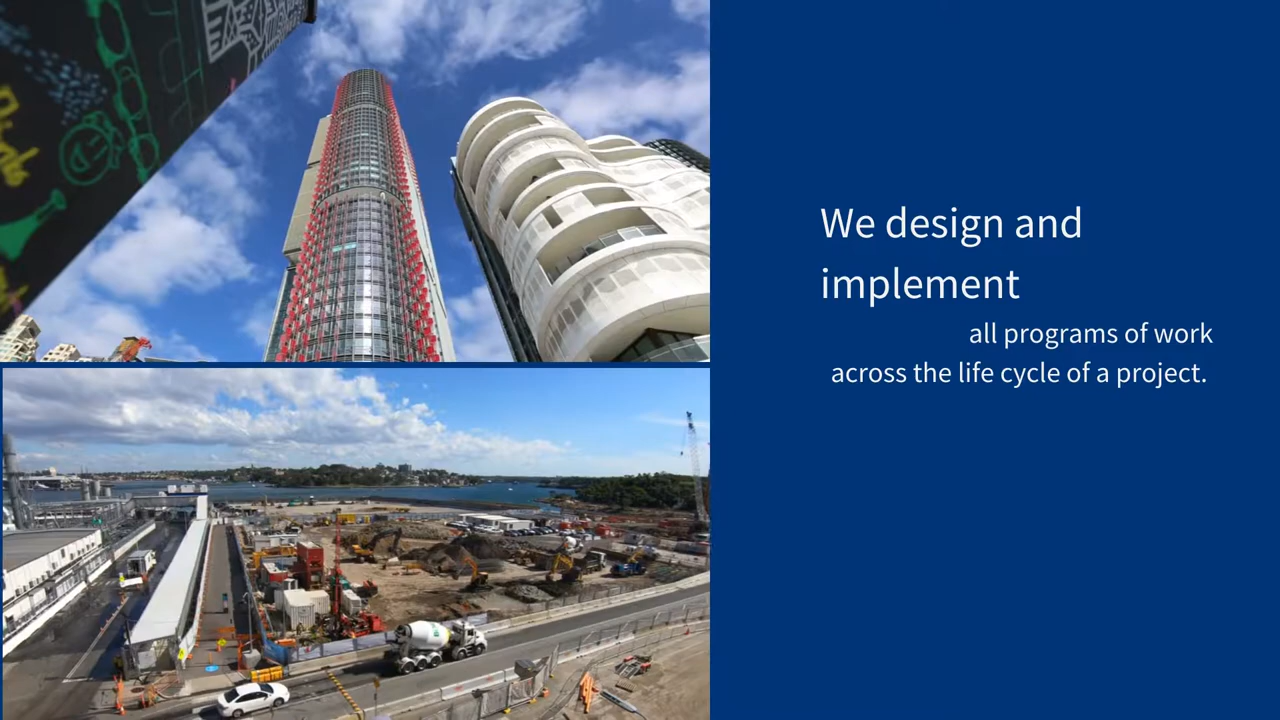 We design and
implement
all programs of work
across the life cycle of a project.